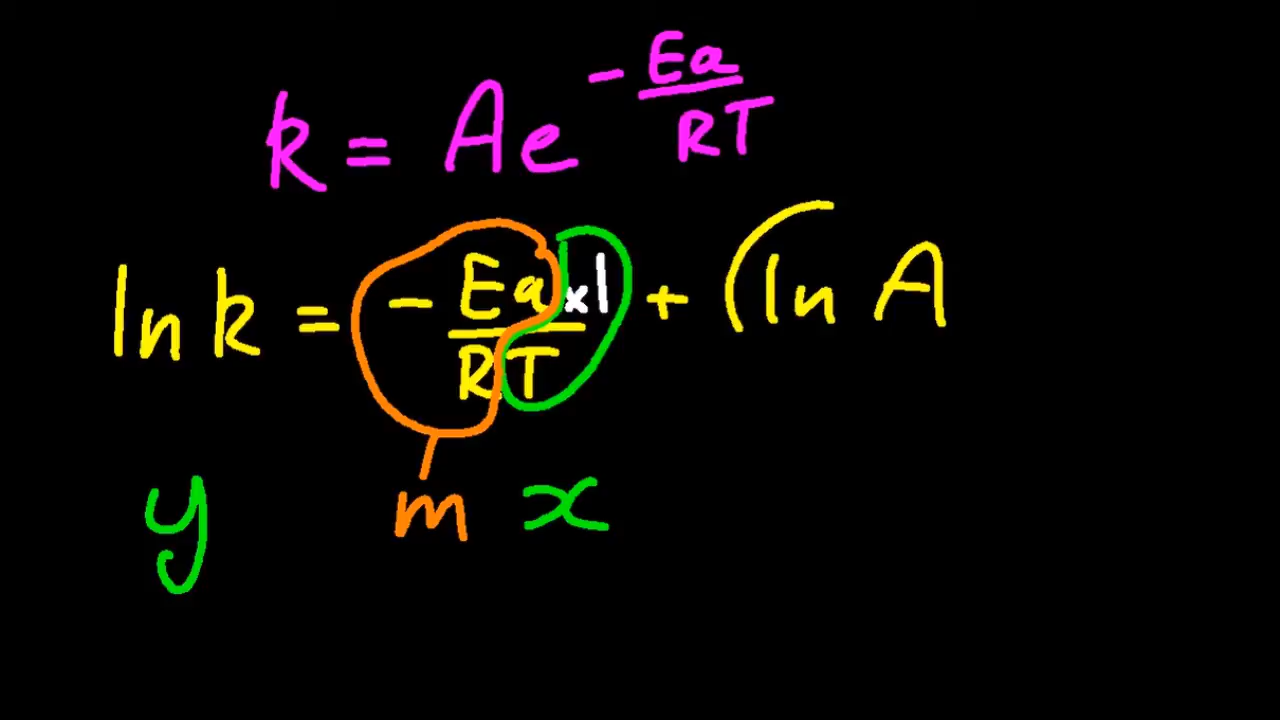 k = Ae^(-Ea/RT)
ln k = - Ea x 1 / RT + (ln A
y m x